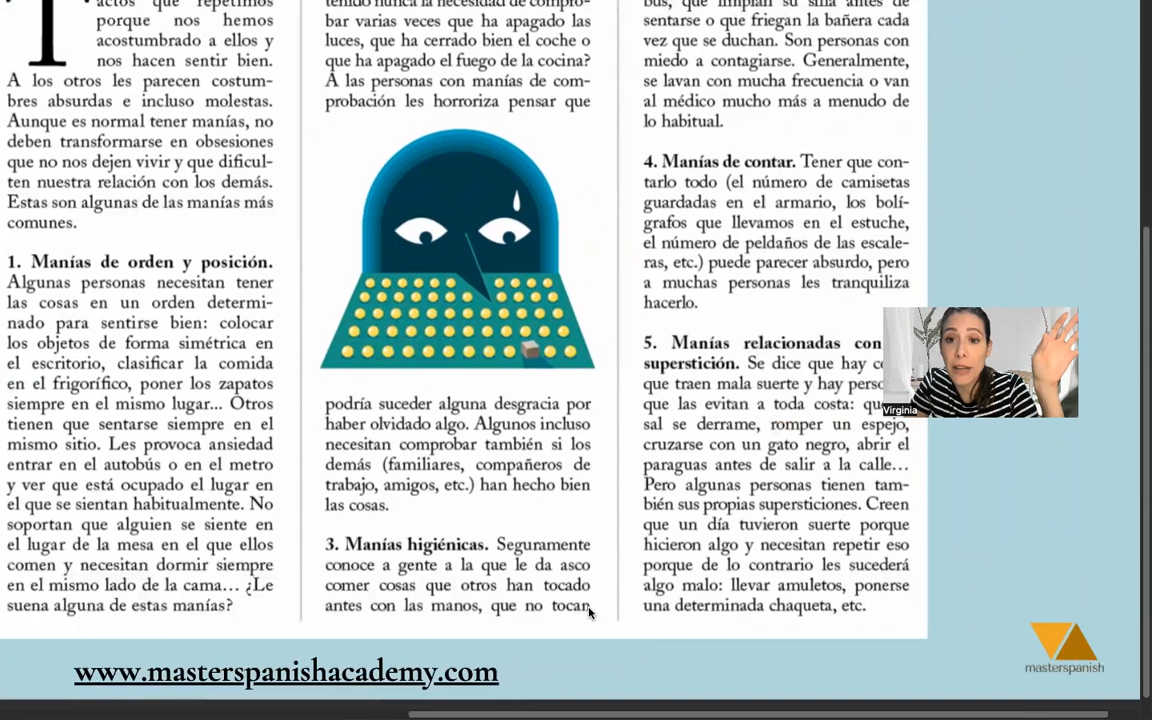 actos que repetimos
porque nos hemos
acostumbrado a ellos y
nos hacen sentir bien.
A los otros les parecen costum-
bres absurdas e incluso molestas.
Aunque es normal tener manías, no
deben transformarse en obsesiones
que no nos dejen vivir y que dificul-
ten nuestra relación con los demás.
Estas son algunas de las manías más
comunes.
1. Manías de orden y posición.
Algunas personas necesitan tener
las cosas en un orden determi-
nado para sentirse bien: colocar
los objetos de forma simétrica en
el escritorio, clasificar la comida
en el frigorífico, poner los zapatos
siempre en el mismo lugar... Otros
tienen que sentarse siempre en el
mismo sitio. Les provoca ansiedad
entrar en el autobús o en el metro
y ver que está ocupado el lugar en
el que se sientan habitualmente. No
soportan que alguien se siente en
el lugar de la mesa en el que ellos
comen y necesitan dormir siempre
en el mismo lado de la cama... ¿Le
suena alguna de estas manías?
tenido nunca la necesidad de compro-
bar varias veces que ha apagado las
luces, que ha cerrado bien el coche o
que ha apagado el fuego de la cocina?
A las personas con manías de com-
probación les horroriza pensar que
podría suceder alguna desgracia por
haber olvidado algo. Algunos incluso
necesitan comprobar también si los
demás (familiares, compañeros de
trabajo, amigos, etc.) han hecho bien
las cosas.
3. Manías higiénicas. Seguramente
conoce a gente a la que le da asco
comer cosas que otros han tocado
antes con las manos, que no tocan
bus, que limpian su silla antes de
sentarse o que friegan la bañera cada
vez que se duchan. Son personas con
miedo a contagiarse. Generalmente,
se lavan con mucha frecuencia o van
al médico mucho más a menudo de
lo habitual.
4. Manías de contar. Tener que con-
tarlo todo (el número de camisetas
guardadas en el armario, los bolí-
grafos que llevamos en el estuche,
el número de peldaños de las escale-
ras, etc.) puede parecer absurdo, pero
a muchas personas les tranquiliza
hacerlo.
5. Manías relacionadas con
superstición. Se dice que hay
que traen mala suerte y hay
que las evitan a toda costa:
sal se derrame, romper un espejo,
cruzarse con un gato negro, abrir el
paraguas antes de salir a la calle...
Pero algunas personas tienen tam-
bién sus propias supersticiones. Creen
que un día tuvieron suerte porque
hicieron algo y necesitan repetir eso
porque de lo contrario les sucederá
algo malo: llevar amuletos, ponerse
una determinada chaqueta, etc.
Virginia
www.masterspanishacademy.com
masterspanish